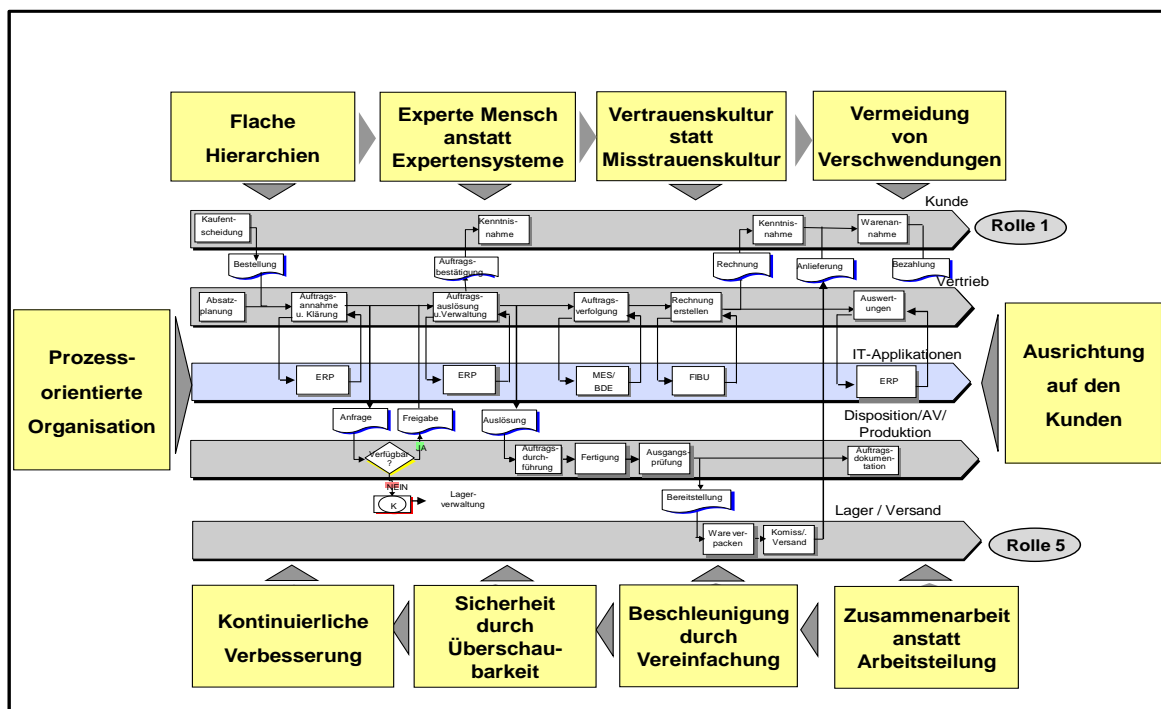 Flache
Hierarchien
Experte Mensch
anstatt
Expertensysteme
Vertrauenskultur
statt
Misstrauenskultur
Vermeidung
von
Verschwendungen
Kunde
Kaufent-
scheidung
Kenntnis-
nahme
Kenntnis-
nahme
Warenan-
nahme
Rolle 1
Bestellung
Auftrags-
bestätigung
Rechnung
Anlieferung
Bezahlung
Vertrieb
Absatz-
planung
Auftrags-
annahme
u. Klärung
Auftrags-
auslösung
u.Verwaltung
Auftrags-
verfolgung
Rechnung
erstellen
Auswer-
tungen
Prozess-
orientierte
Organisation
IT-Applikationen
ERP
ERP
MES/
BDE
FIBU
ERP
Ausrichtung
auf den
Kunden
Anfrage
Freigabe
Auslösung
Disposition/AV/
Produktion
JA
Verfügbar
?
Auftrags-
durch-
führung
Fertigung
Ausgangs-
prüfung
Auftrags-
dokumen-
tation
NEIN
K
Lager-
verwaltung
Bereitstellung
Lager / Versand
Ware ver-
packen
Komiss/.
Versand
Rolle 5
Kontinuierliche
Verbesserung
Sicherheit
durch
Überschau-
barkeit
Beschleunigung
durch
Vereinfachung
Zusammenarbeit
anstatt
Arbeitsteilung